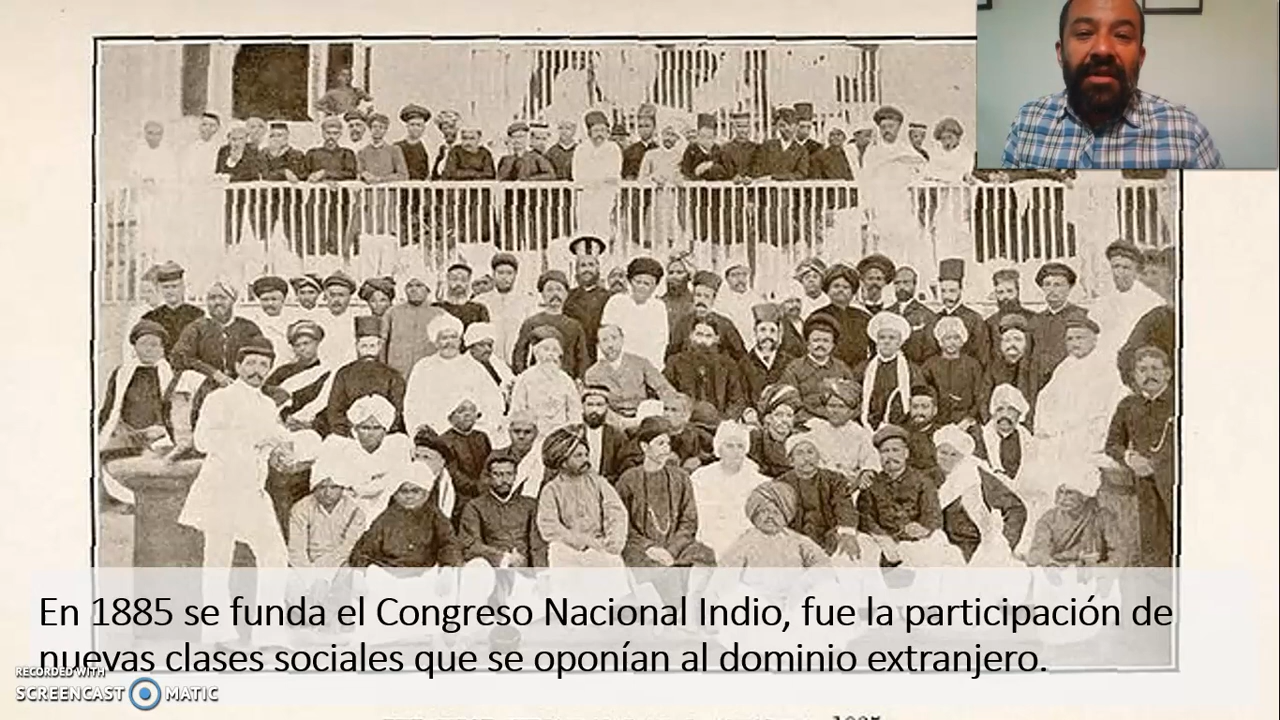 En 1885 se funda el Congreso Nacional Indio, fue la participación de
nuevas clases sociales que se oponían al dominio extranjero.
RECORDED WITH
SCREENCAST MATIC
1885